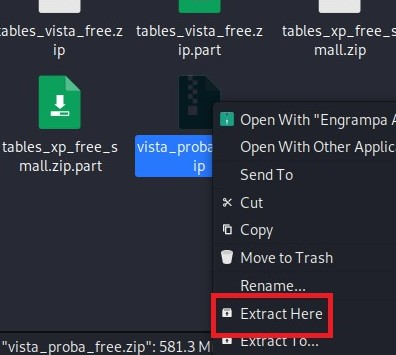 tables_vista_free.z
ip
tables_vista_free.z
ip.part
tables_xp_free_s
mall.zip
tables_xp_free_s
mall.zip.part
vista_proba
ip
Open With "Engrampa A
Open With Other Applica
Send To
Cut
Copy
Move to Trash
Rename...
Extract Here
Extract To...
"vista_proba_free.zip": 581.3 M